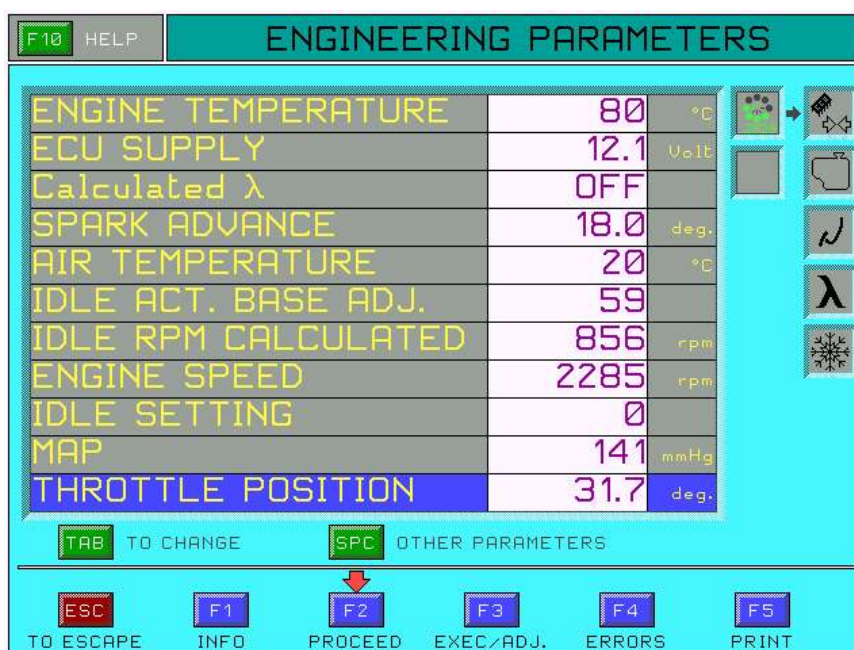 F10 HELP ENGINEERING PARAMETERS
ENGINE TEMPERATURE 80 °C
ECU SUPPLY 12.1 Volt
Calculated λ OFF
SPARK ADVANCE 18.0 deg.
AIR TEMPERATURE 20 °C
IDLE ACT. BASE ADJ. 59
IDLE RPM CALCULATED 856 rpm
ENGINE SPEED 2285 rpm
IDLE SETTING 0
MAP 141 mmHg
THROTTLE POSITION 31.7 deg.
λ
TAB TO CHANGE SPC OTHER PARAMETERS
ESC F1 F2 F3 F4 F5
TO ESCAPE INFO PROCEED EXEC/ADJ. ERRORS PRINT